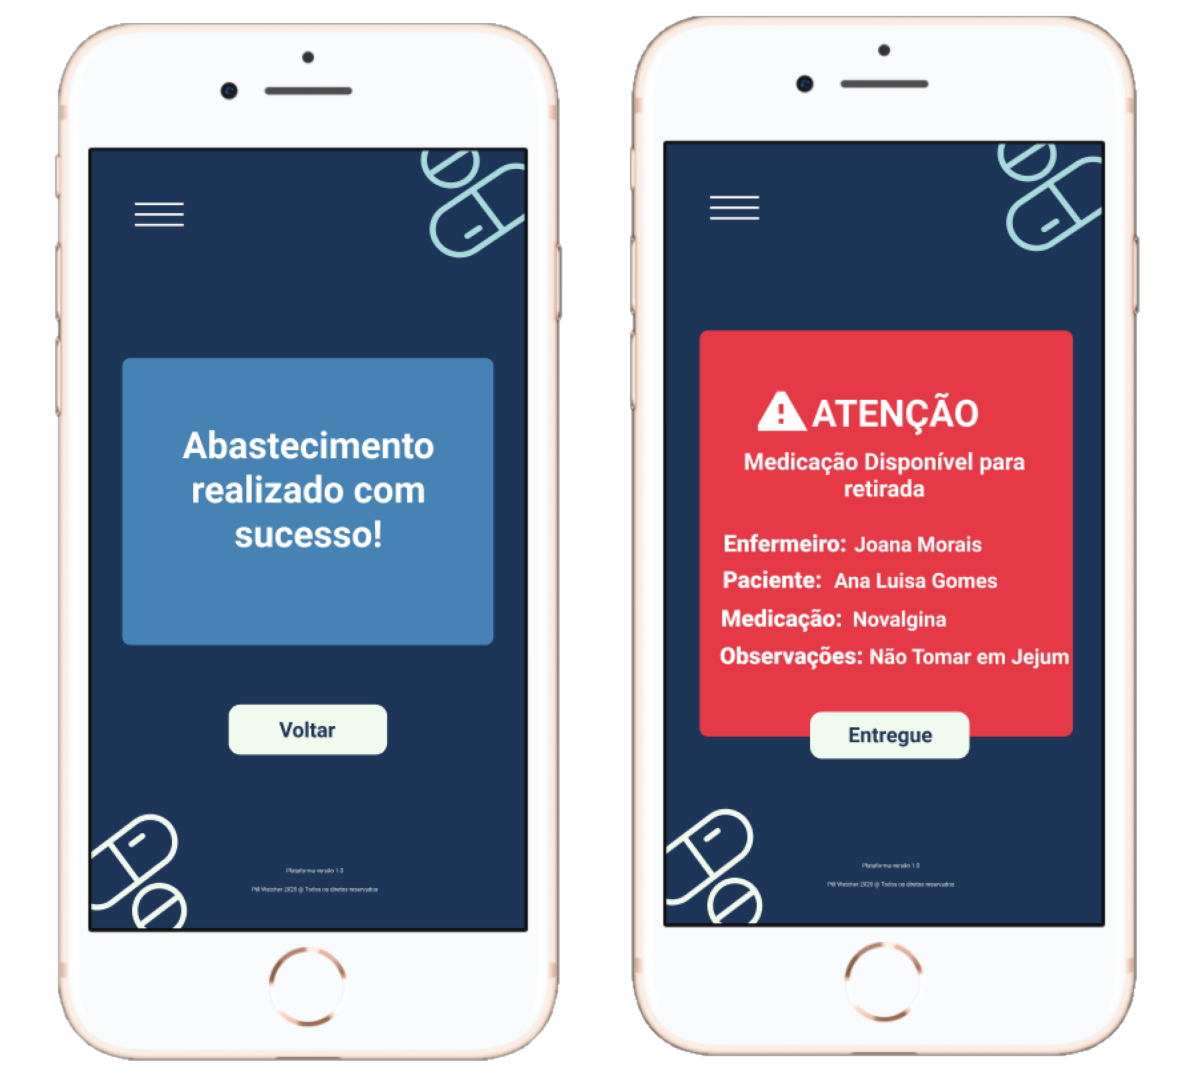 Abastecimento
realizado com
sucesso!
Voltar
Plataforma versão 1.0
Pill Watcher 2020 @ Todos os direitos reservados
ATENÇÃO
Medicação Disponível para
retirada
Enfermeiro: Joana Morais
Paciente: Ana Luisa Gomes
Medicação: Novalgina
Observações: Não Tomar em Jejum
Entregue
Plataforma versão 1.0
Pill Watcher 2020 @ Todos os direitos reservados